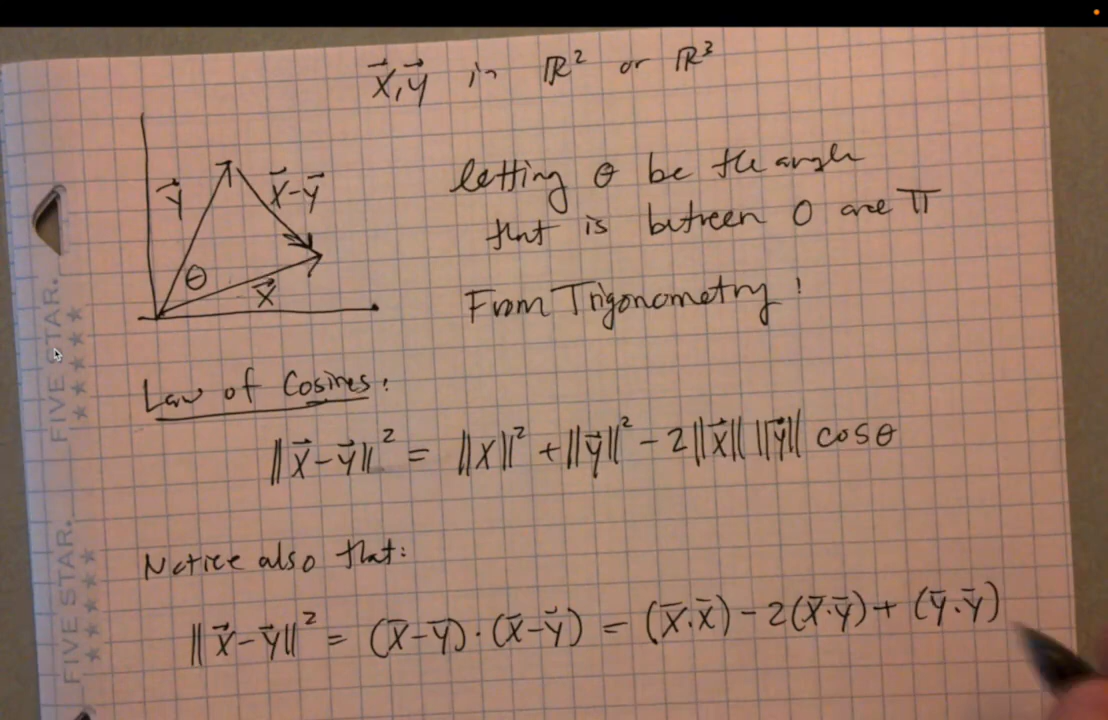 x⃗, y⃗ in ℝ² or ℝ³
y⃗
x⃗-y⃗
θ
x⃗
letting θ be the angle
that is between 0 and π
From Trigonometry:
Law of Cosines:
||x⃗-y⃗||² = ||x||² + ||y⃗||² - 2||x⃗|| ||y⃗|| cosθ
Notice also that:
||x⃗-y⃗||² = (x̄-ȳ)·(x̄-ȳ) = (x̄·x̄) - 2(x̄·ȳ) + (ȳ·ȳ)
FIVE STAR.
FIVE STAR.